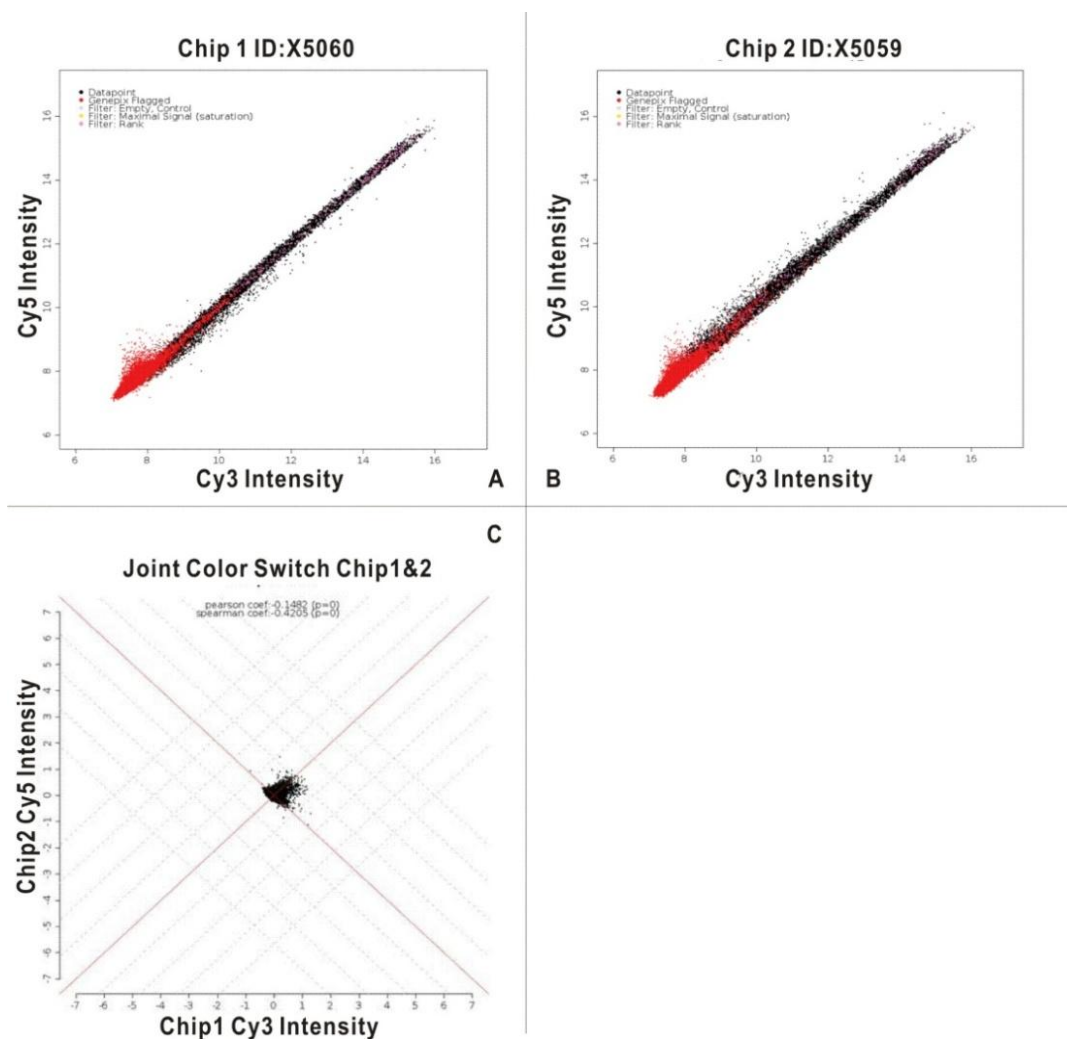 Chip 1 ID:X5060
Datapoint
Genepix Flagged
Filter: Empty, Control
Filter: Maximal Signal (saturation)
Filter: Rank
16
14
12
10
8
6
Cy5 Intensity
6 8 10 12 14 16
Cy3 Intensity
A
Chip 2 ID:X5059
Datapoint
Genepix Flagged
Filter: Empty, Control
Filter: Maximal Signal (saturation)
Filter: Rank
16
14
12
10
8
6
Cy5 Intensity
6 8 10 12 14 16
Cy3 Intensity
B
C
Joint Color Switch Chip1&2
pearson coef:-0.1482 (p=0)
spearman coef:-0.4205 (p=0)
7
6
5
4
3
2
1
0
-1
-2
-3
-4
-5
-6
-7
Chip2 Cy5 Intensity
-7 -6 -5 -4 -3 -2 -1 0 1 2 3 4 5 6 7
Chip1 Cy3 Intensity